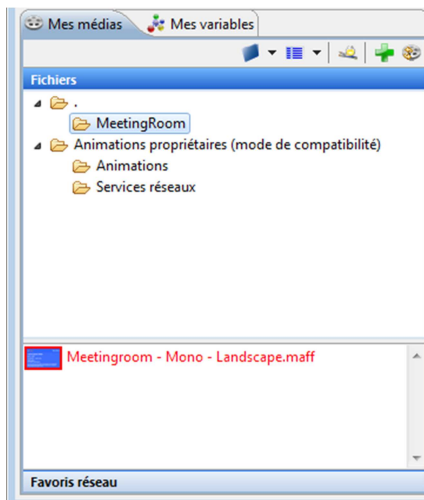 Mes médias
Mes variables
Fichiers
.
MeetingRoom
Animations propriétaires (mode de compatibilité)
Animations
Services réseaux
Meetingroom - Mono - Landscape.maff
Favoris réseau